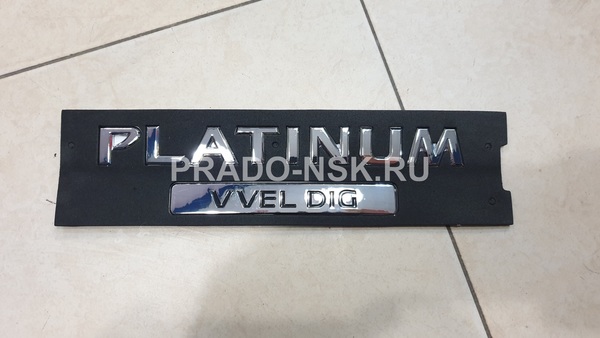 PLATINUM
PRADO-NSK.RU
VVEL DIG